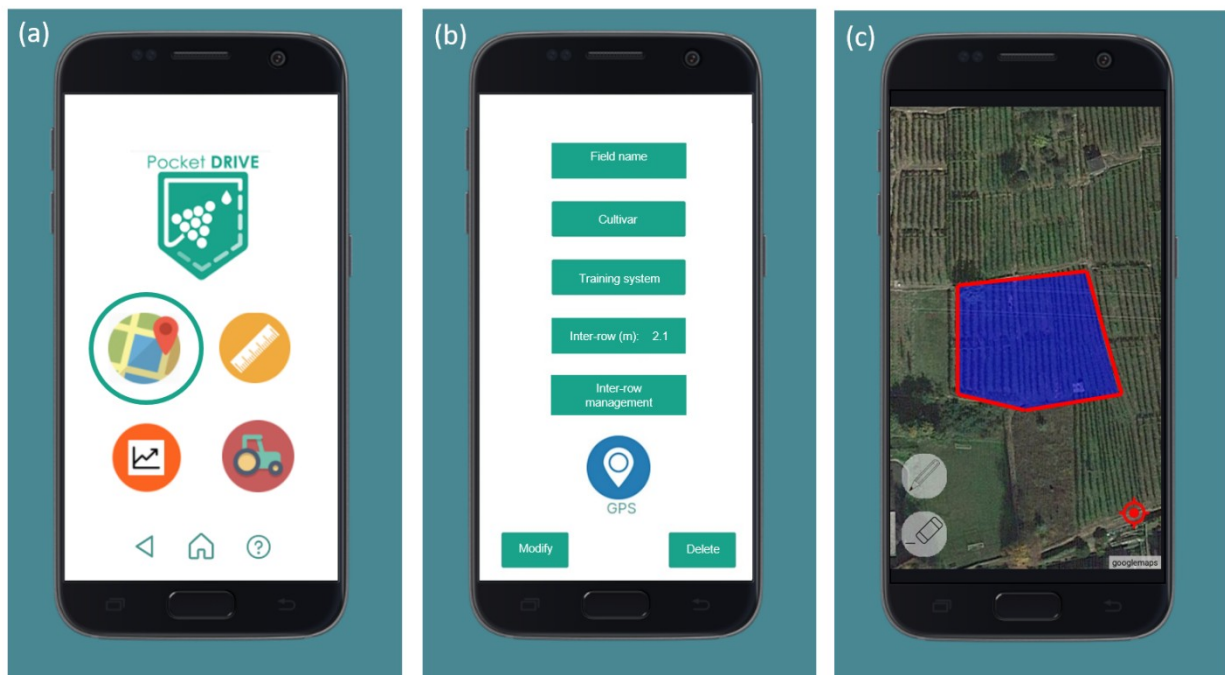 (a)
Pocket DRIVE
(b)
Field name
Cultivar
Training system
Inter-row (m): 2.1
Inter-row
management
GPS
Modify
Delete
(c)
googlemaps